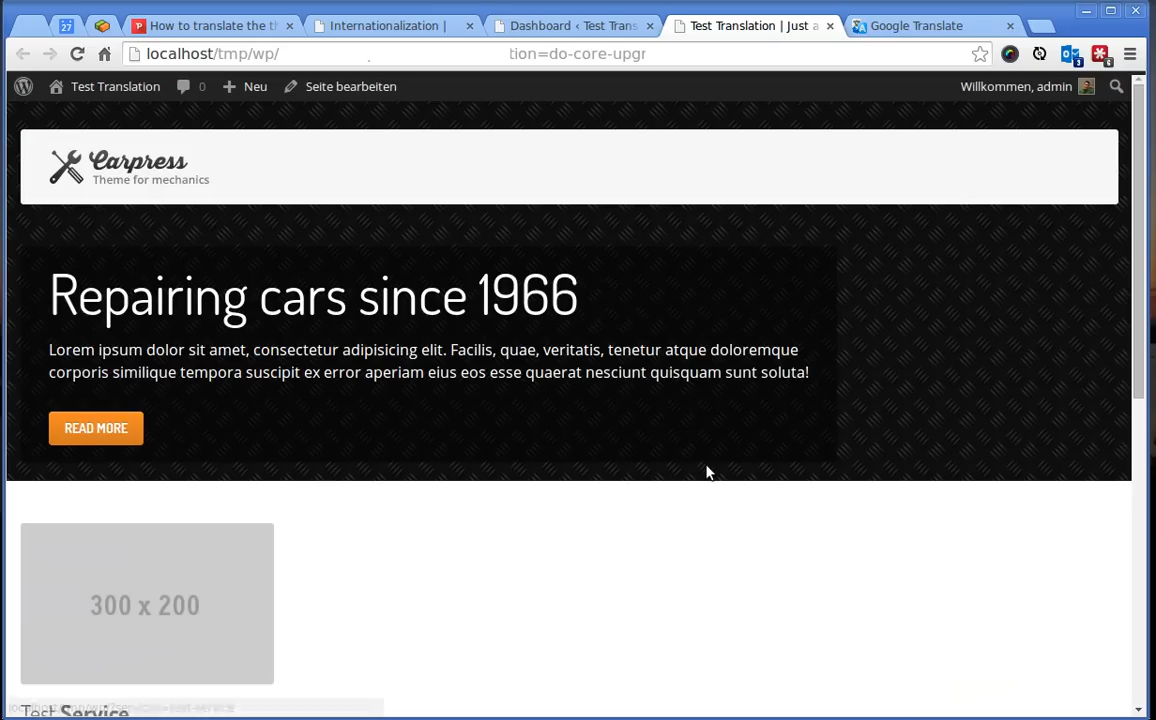 27
How to translate the th
Internationalization |
Dashboard ‹ Test Trans
Test Translation | Just a
Google Translate
localhost/tmp/wp/
tion=do-core-upgr
Test Translation
0
Neu
Seite bearbeiten
Willkommen, admin
Carpress
Theme for mechanics
Repairing cars since 1966
Lorem ipsum dolor sit amet, consectetur adipisicing elit. Facilis, quae, veritatis, tenetur atque doloremque
corporis similique tempora suscipit ex error aperiam eius eos esse quaerat nesciunt quisquam sunt soluta!
READ MORE
300 x 200
Test Service